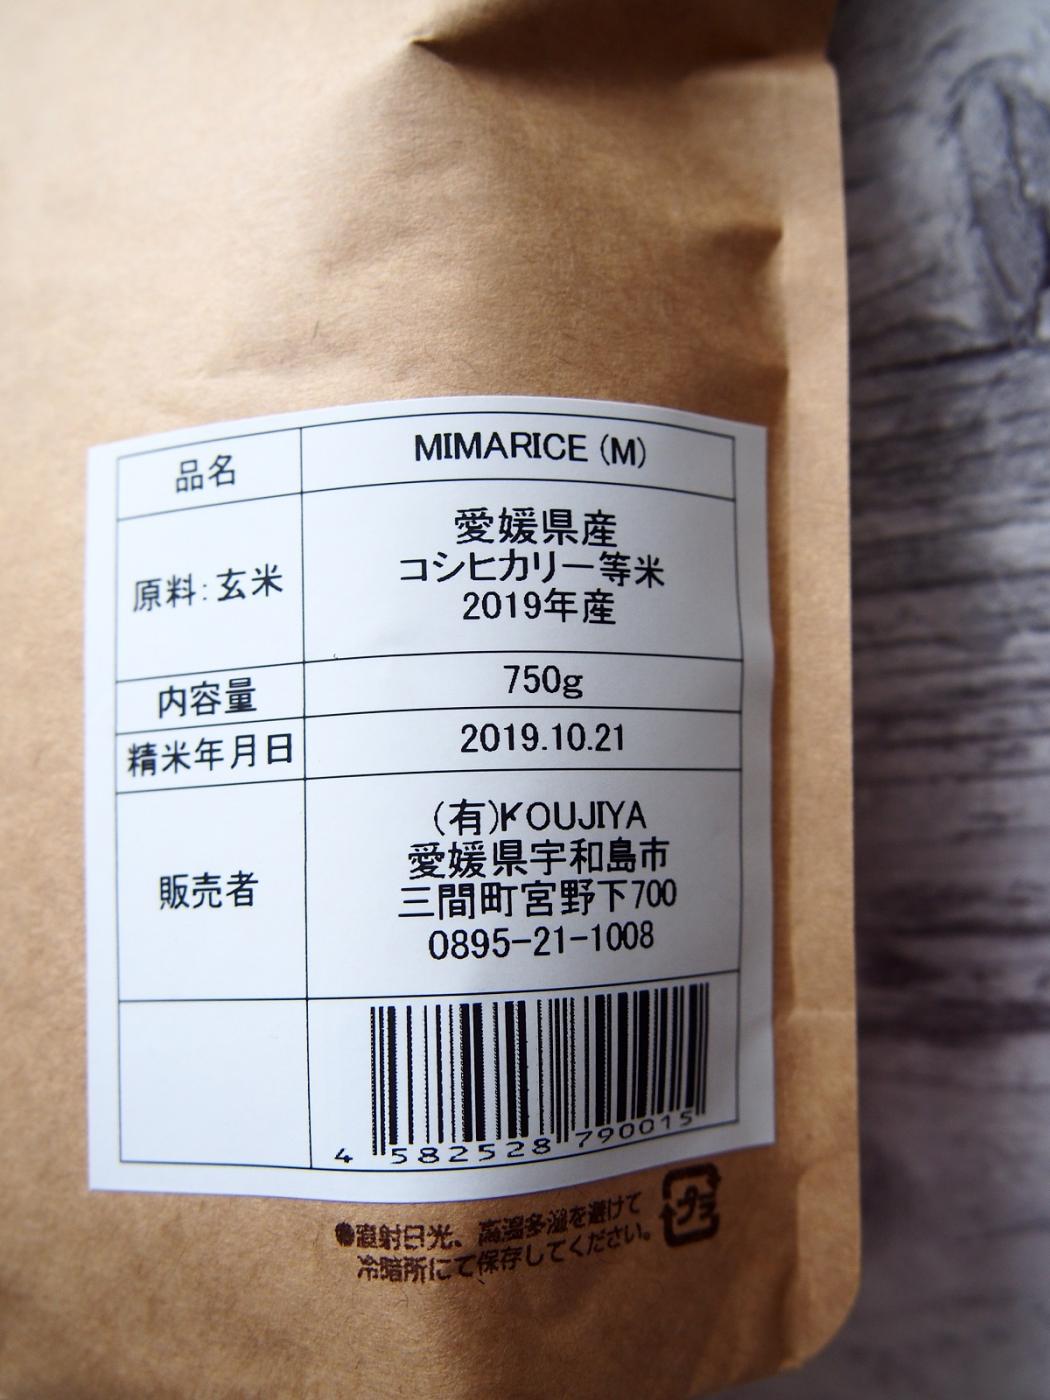 品名
MIMARICE (M)
原料:玄米
愛媛県産
コシヒカリ一等米
2019年産
内容量
750g
精米年月日
2019.10.21
販売者
(有)KOUJIYA
愛媛県宇和島市
三間町宮野下700
0895-21-1008
4 582528 790015
●直射日光、高温多湿を避けて
冷暗所にて保存してください。
プラ